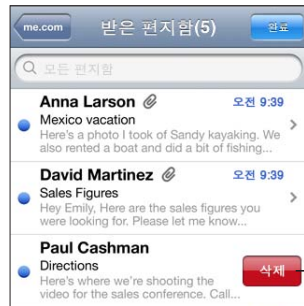 me.com
받은 편지함(5)
완료
모든 편지함
Anna Larson
오전 9:39
Mexico vacation
Here's a photo I took of Sandy kayaking. We
also rented a boat and did a bit of fishing...
David Martinez
오전 9:39
Sales Figures
Hey Emily, Here are the sales figures you
were looking for. Please let me know...
Paul Cashman
Directions
삭제
Here's where we're shooting the
video for the sales conference. Call...